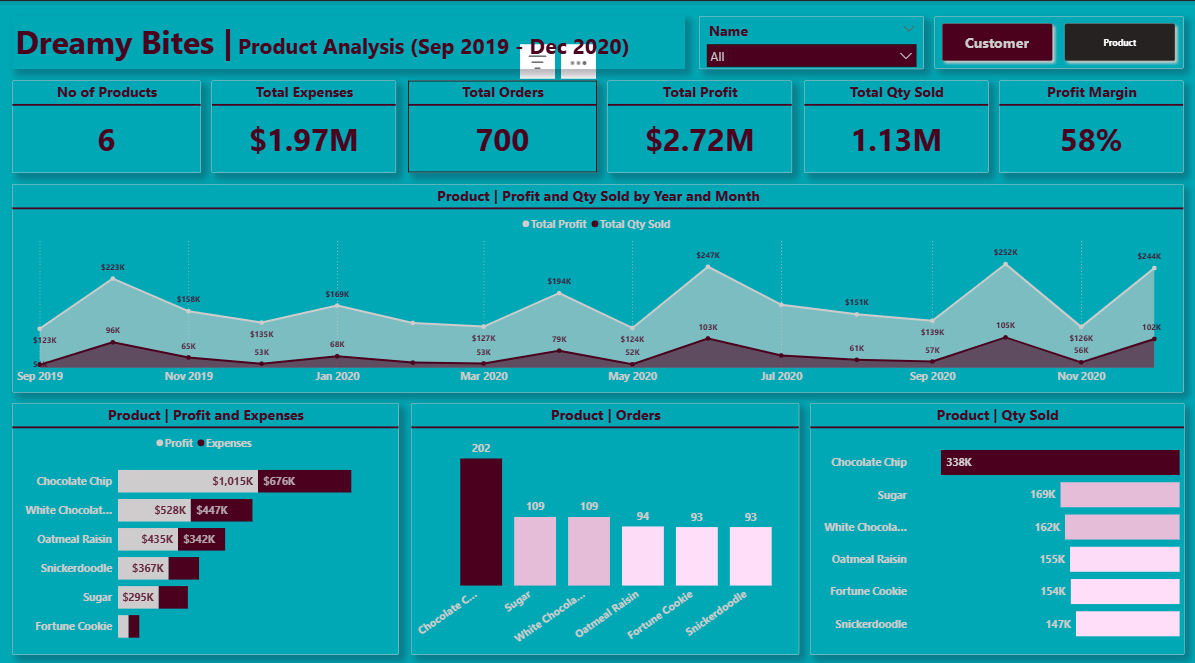 Dreamy Bites | Product Analysis (Sep 2019 - Dec 2020)
Name
All
Customer
Product
No of Products
6
Total Expenses
$1.97M
Total Orders
700
Total Profit
$2.72M
Total Qty Sold
1.13M
Profit Margin
58%
Product | Profit and Qty Sold by Year and Month
Total Profit Total Qty Sold
$123K $223K $158K $135K $169K $127K $194K $124K $247K $151K $139K $252K $126K $244K
96K 65K 53K 68K 53K 79K 52K 103K 61K 57K 105K 56K 102K
Sep 2019 Nov 2019 Jan 2020 Mar 2020 May 2020 Jul 2020 Sep 2020 Nov 2020
Product | Profit and Expenses
Profit Expenses
Chocolate Chip $1,015K $676K
White Chocolat... $528K $447K
Oatmeal Raisin $435K $342K
Snickerdoodle $367K
Sugar $295K
Fortune Cookie
Product | Orders
202 109 109 94 93 93
Chocolate C...
Sugar
White Chocola...
Oatmeal Raisin
Fortune Cookie
Snickerdoodle
Product | Qty Sold
Chocolate Chip 338K
Sugar 169K
White Chocola... 162K
Oatmeal Raisin 155K
Fortune Cookie 154K
Snickerdoodle 147K